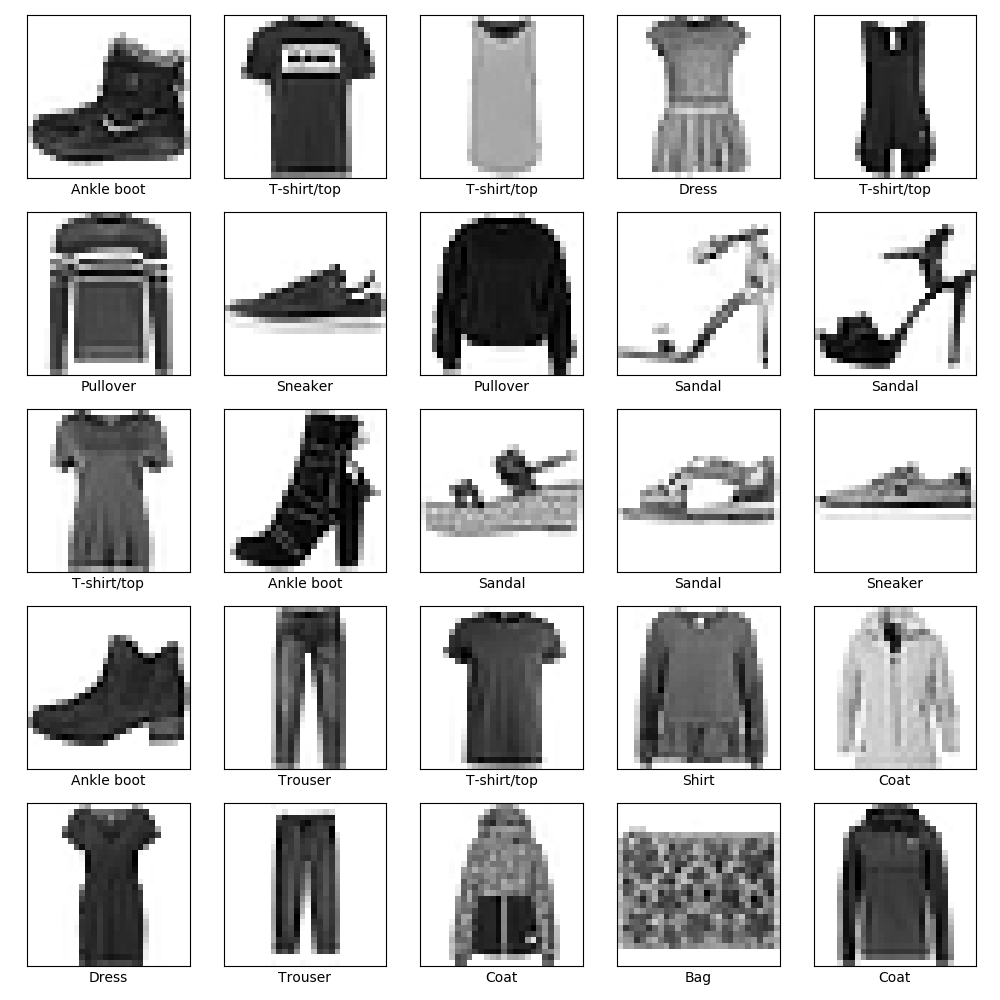 Ankle boot T-shirt/top T-shirt/top Dress T-shirt/top
Pullover Sneaker Pullover Sandal Sandal
T-shirt/top Ankle boot Sandal Sandal Sneaker
Ankle boot Trouser T-shirt/top Shirt Coat
Dress Trouser Coat Bag Coat